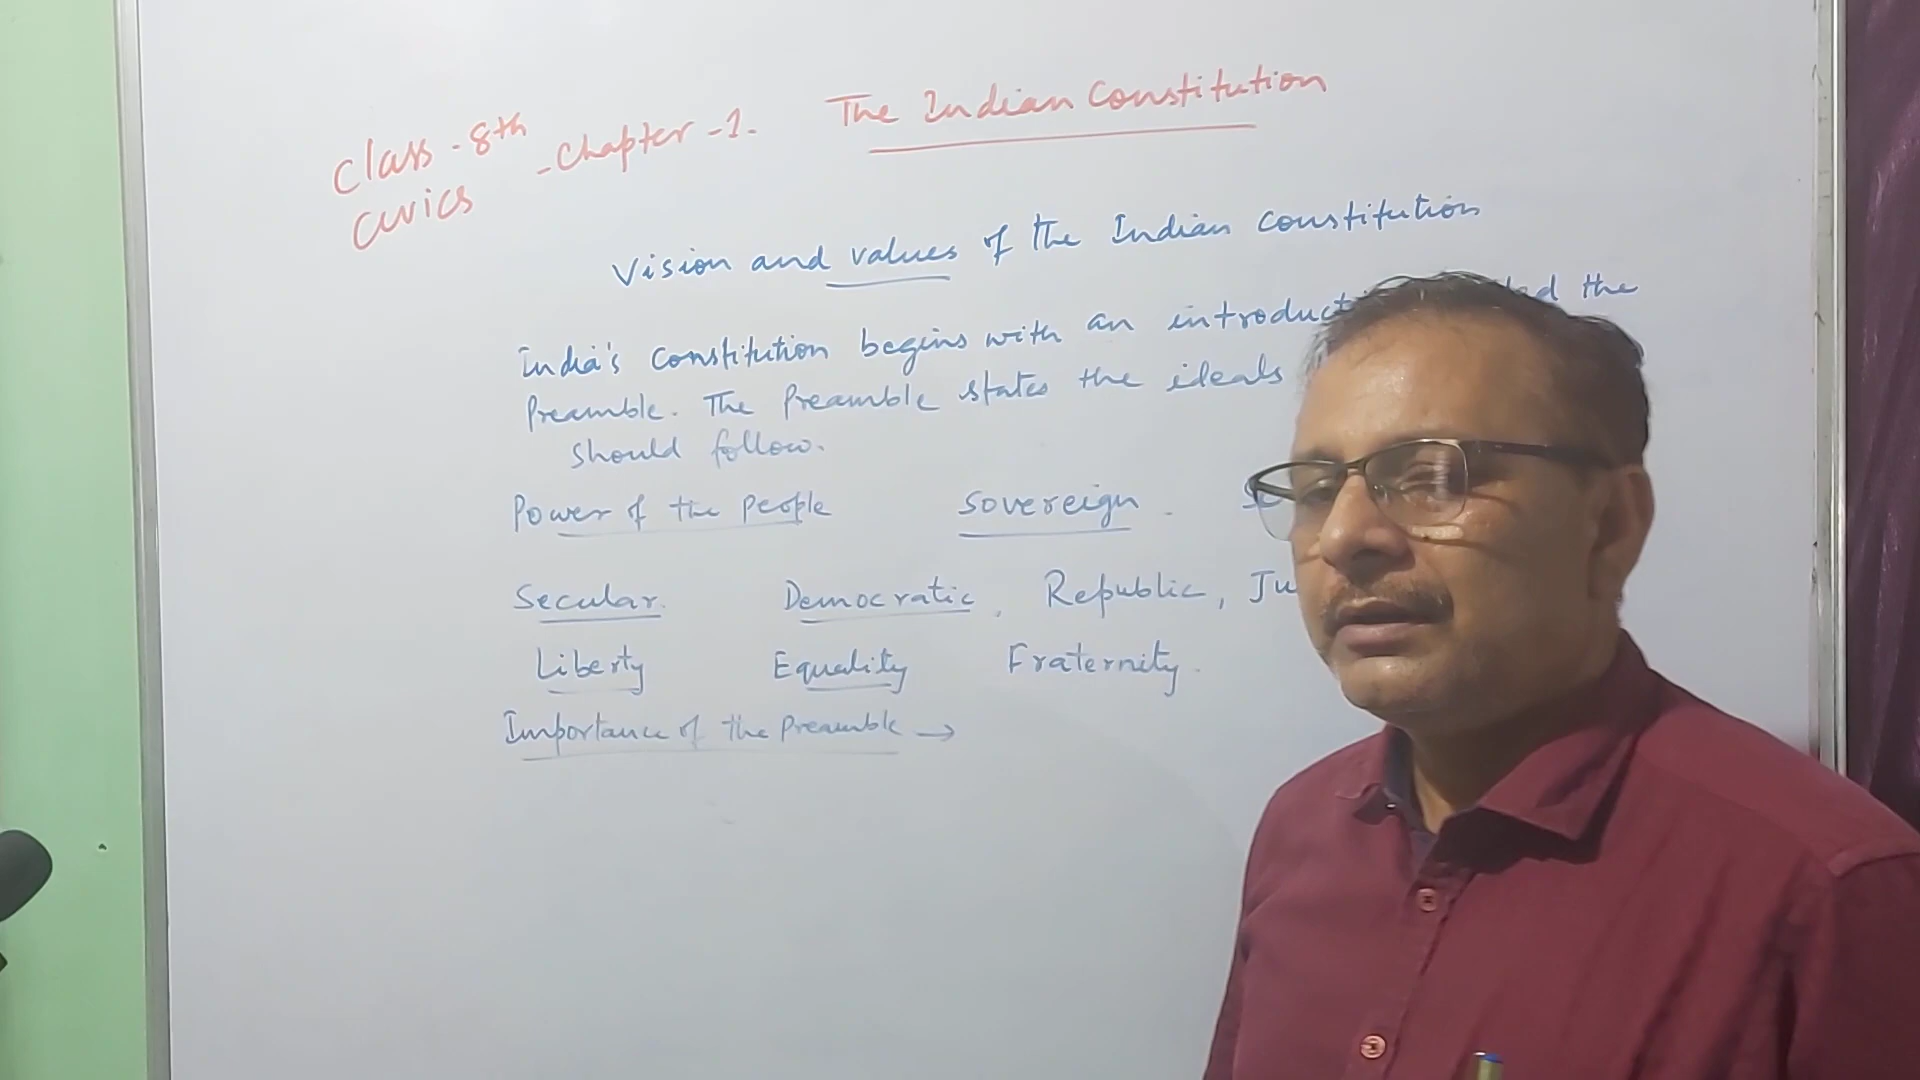 Class - 8th - Chapter - 1. The Indian Constitution
Civics
Vision and values of the Indian constitution
India's constitution begins with an introduction the
Preamble. The Preamble states the ideals
should follow.
Power of the people sovereign.
Secular. Democratic, Republic,
Liberty Equality Fraternity.
Importance of the Preamble →